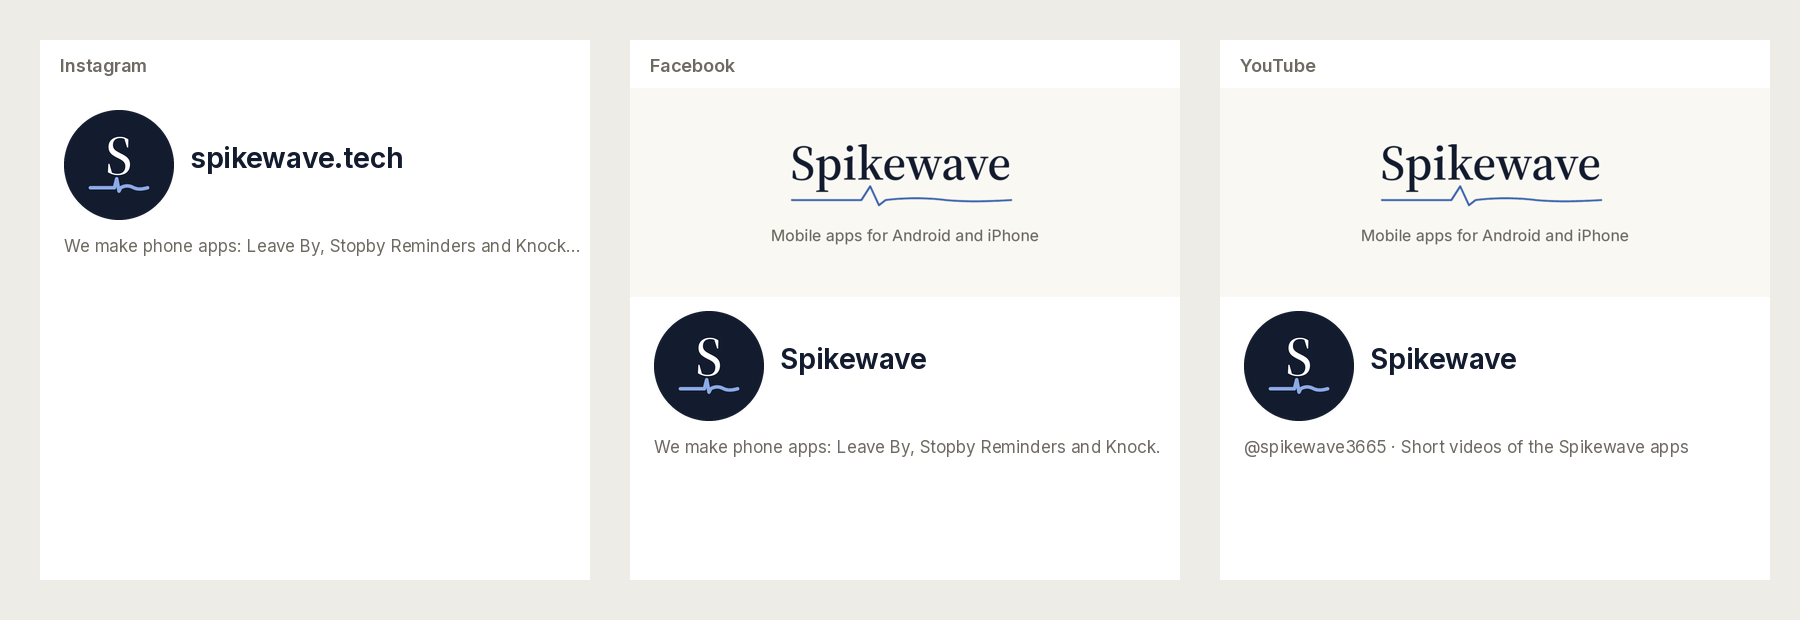 Instagram
S
spikewave.tech
We make phone apps: Leave By, Stopby Reminders and Knock...
Facebook
Spikewave
Mobile apps for Android and iPhone
S
Spikewave
We make phone apps: Leave By, Stopby Reminders and Knock.
YouTube
Spikewave
Mobile apps for Android and iPhone
S
Spikewave
@spikewave3665 · Short videos of the Spikewave apps